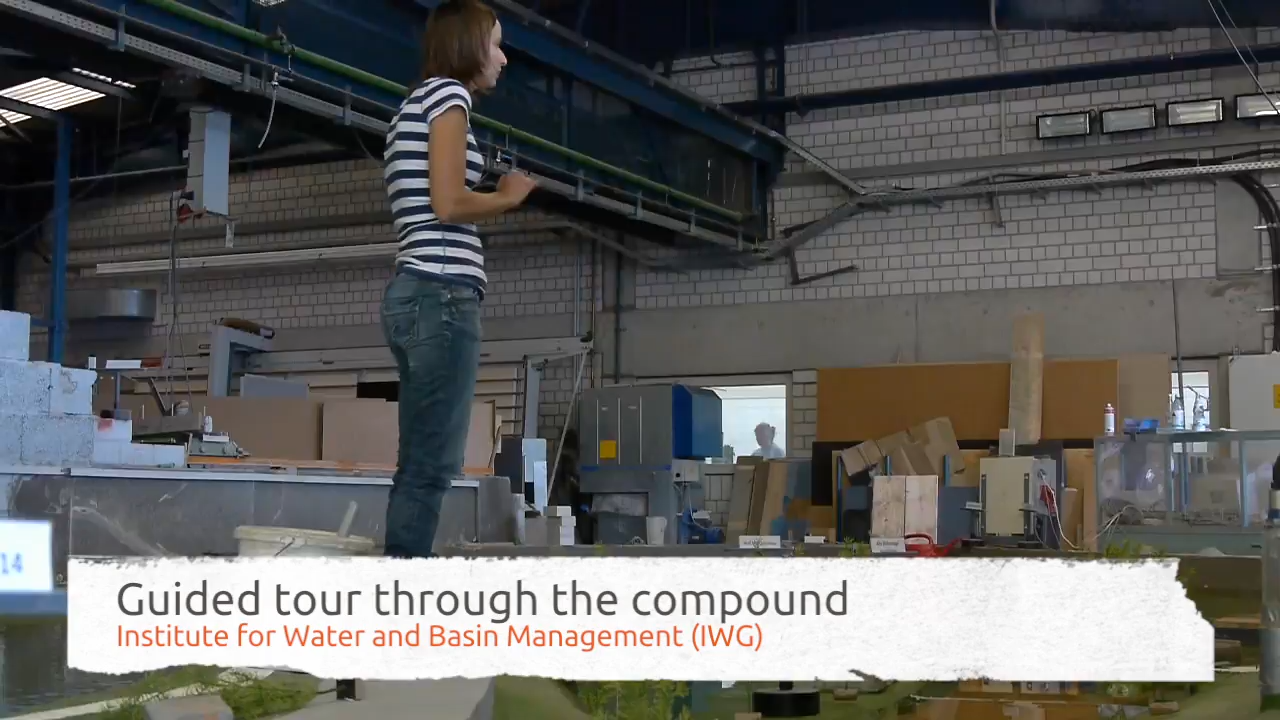 14
Guided tour through the compound
Institute for Water and Basin Management (IWG)